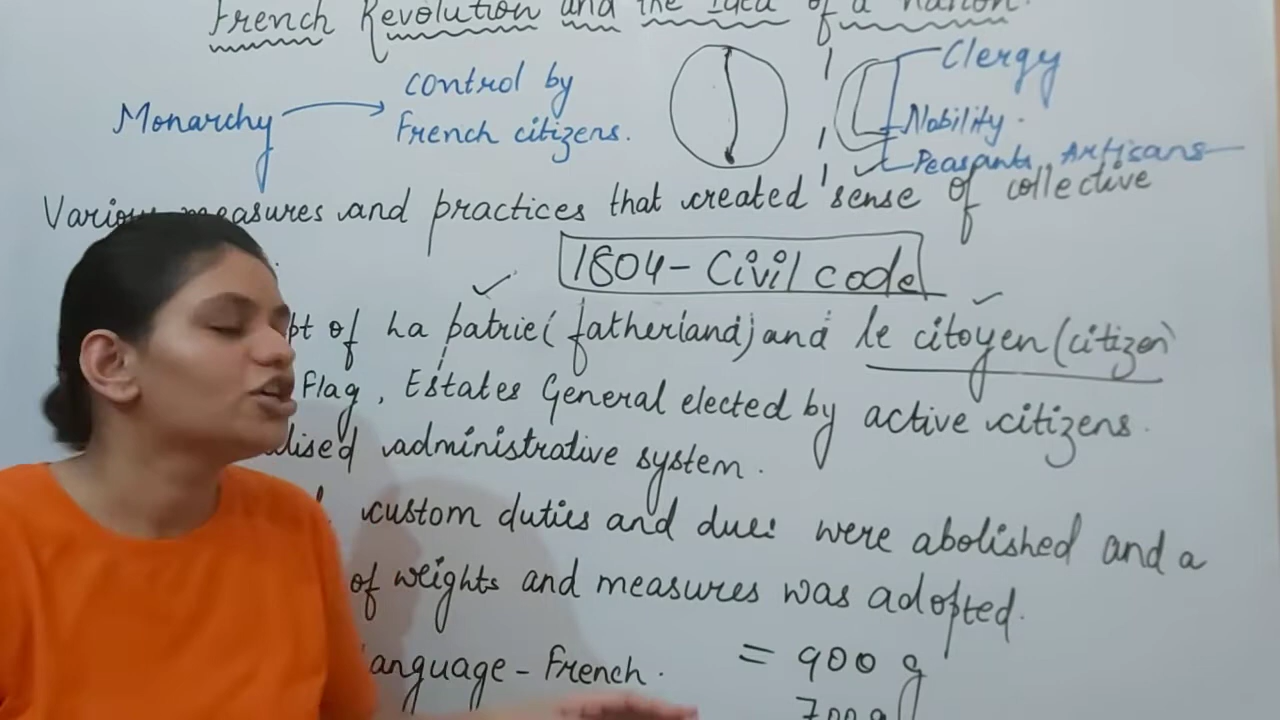 French Revolution and the Idea of a Nation.
Clergy
control by
Monarchy
French citizens.
Nobility.
Peasants, Artisans
Various measures and practices that created sense of collective
1804-Civil code
of la patrie (fatherland) and le citoyen (citizen)
Flag, Estates General elected by active citizens.
administrative system.
custom duties and dues were abolished and a
of weights and measures was adopted.
language - French.
= 900 g
700 g